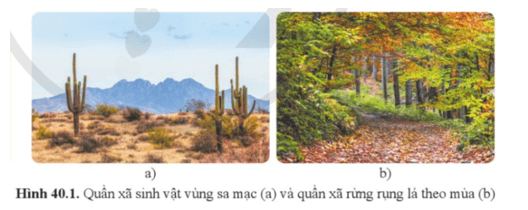 a)
b)
Hình 40.1. Quần xã sinh vật vùng sa mạc (a) và quần xã rừng rụng lá theo mùa (b)